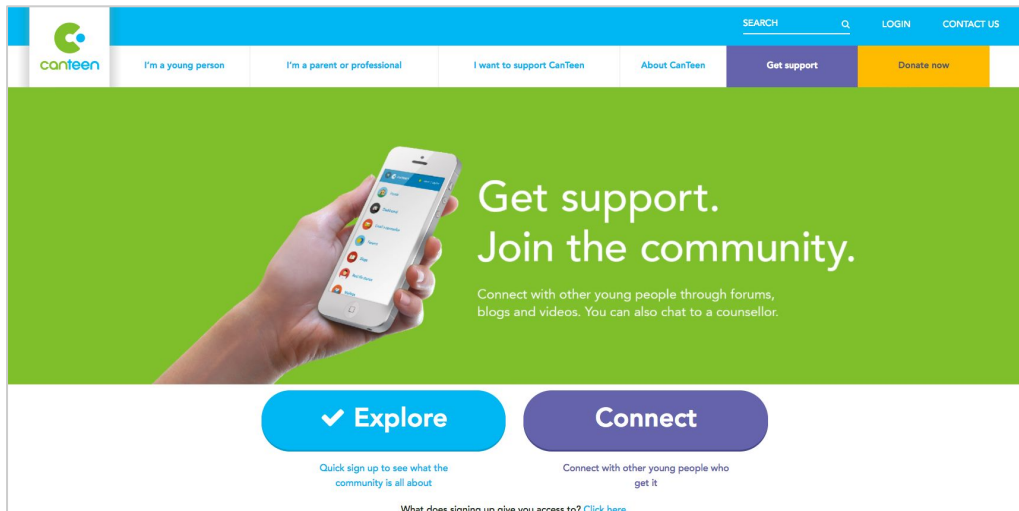 SEARCH
LOGIN
CONTACT US
canteen
I'm a young person
I'm a parent or professional
I want to support CanTeen
About CanTeen
Get support
Donate now
Get support.
Join the community.
Connect with other young people through forums,
blogs and videos. You can also chat to a counsellor.
Explore
Connect
Quick sign up to see what the
community is all about
Connect with other young people who
get it
What does signing up give you access to? Click here